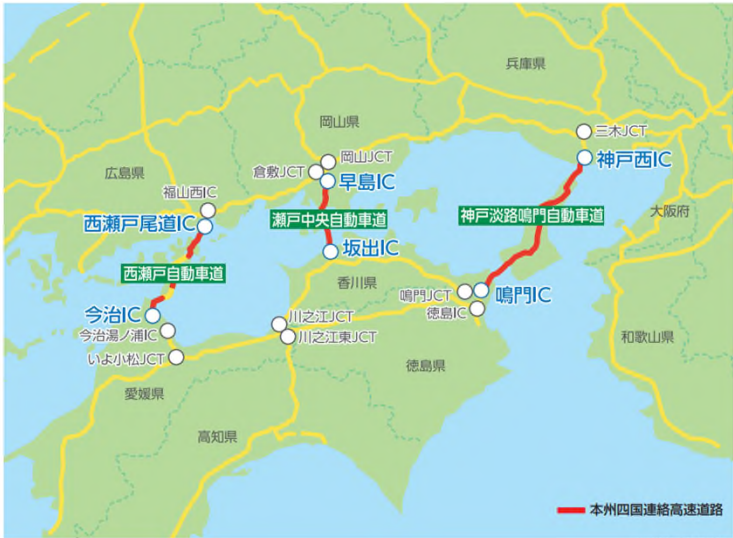 兵庫県
岡山県
三木JCT
岡山JCT
神戸西IC
倉敷JCT
広島県
早島IC
福山西IC
大阪府
西瀬戸尾道IC
瀬戸中央自動車道
神戸淡路鳴門自動車道
坂出IC
西瀬戸自動車道
香川県
鳴門JCT
鳴門IC
今治IC
徳島IC
川之江JCT
今治湯ノ浦IC
川之江東JCT
和歌山県
いよ小松JCT
徳島県
愛媛県
高知県
本州四国連絡高速道路